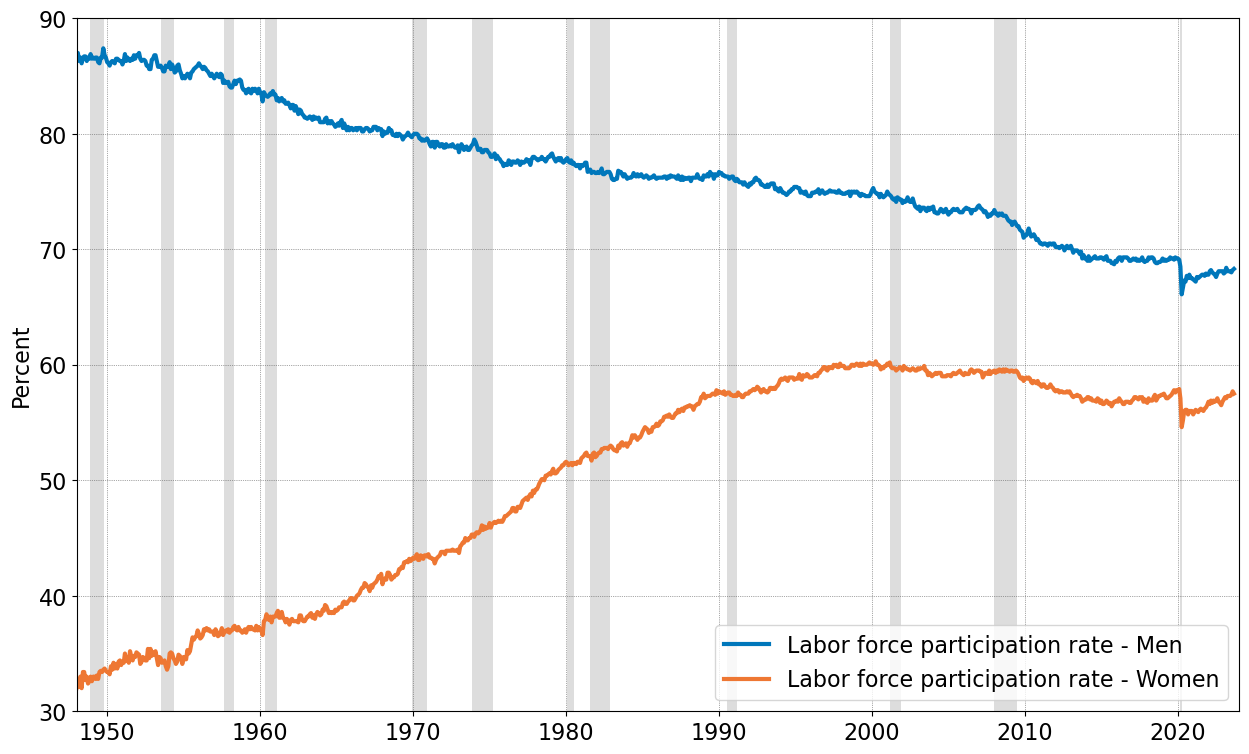 90
80
70
60
50
40
30
Percent
1950 1960 1970 1980 1990 2000 2010 2020
Labor force participation rate - Men
Labor force participation rate - Women